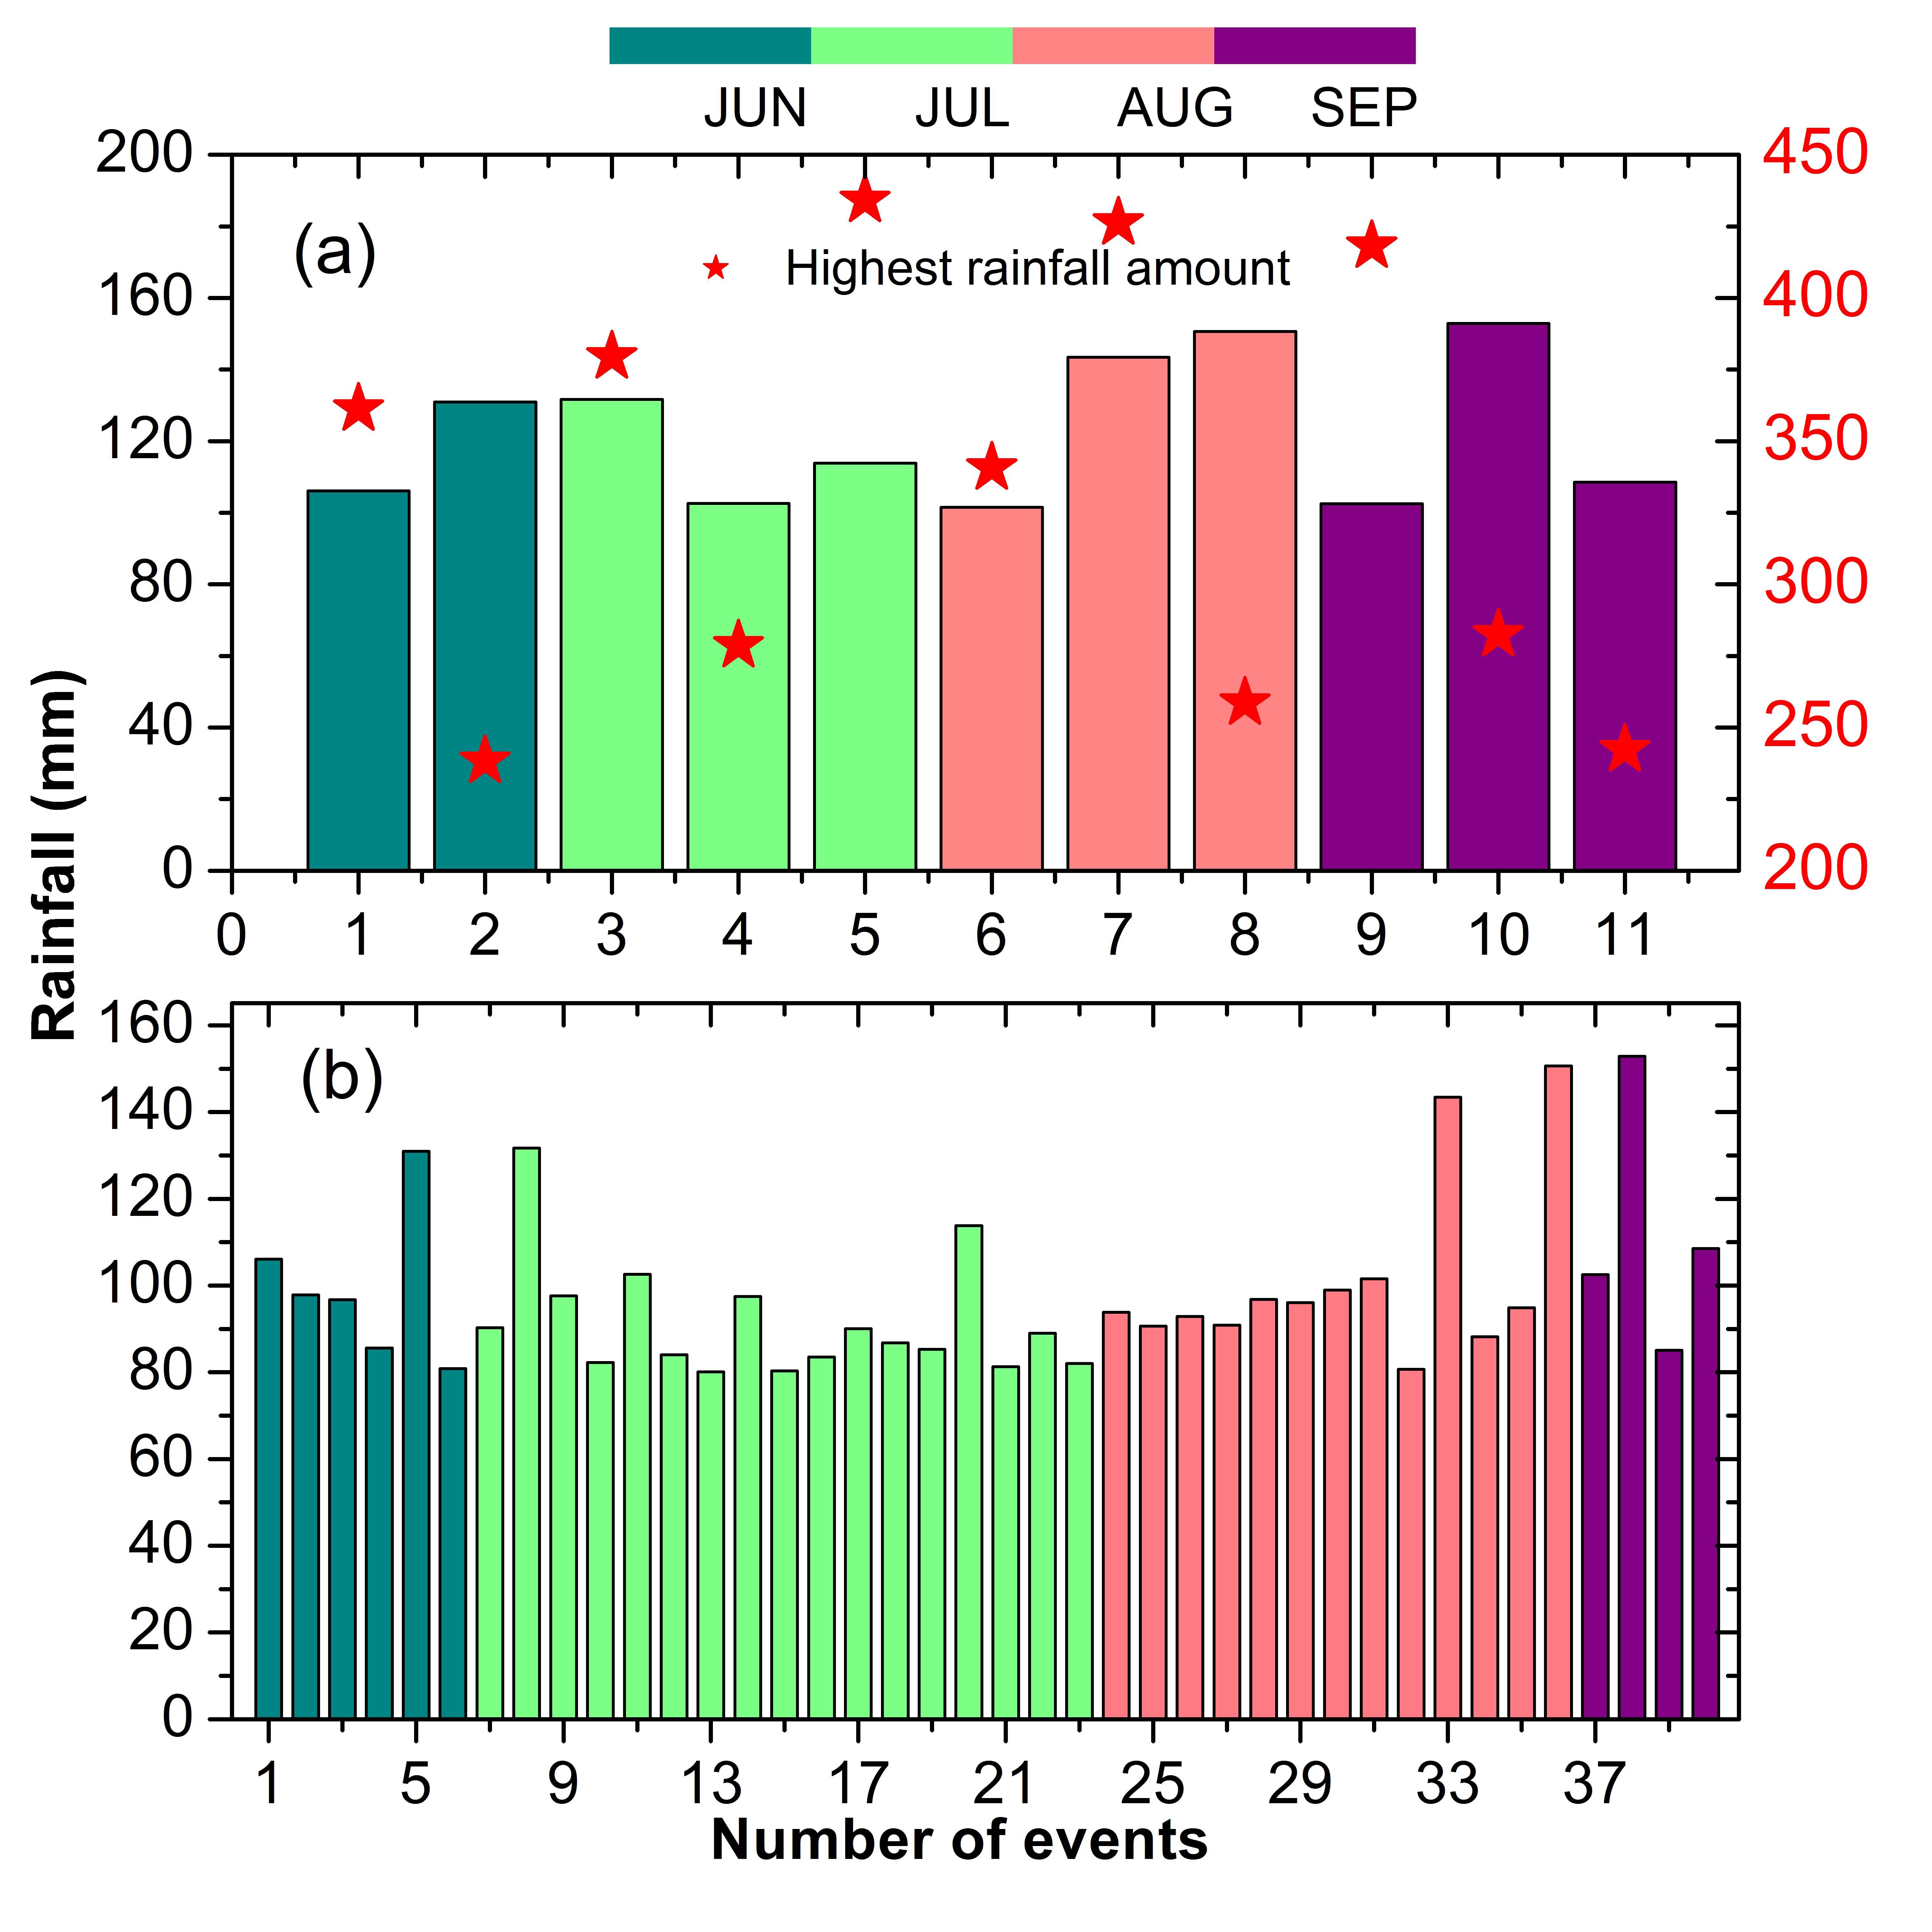 JUN JUL AUG SEP
200 450
(a)
Highest rainfall amount
160 400
120 350
80 300
40 250
0 200
0 1 2 3 4 5 6 7 8 9 10 11
Rainfall (mm)
160
(b)
140
120
100
80
60
40
20
0
1 5 9 13 17 21 25 29 33 37
Number of events